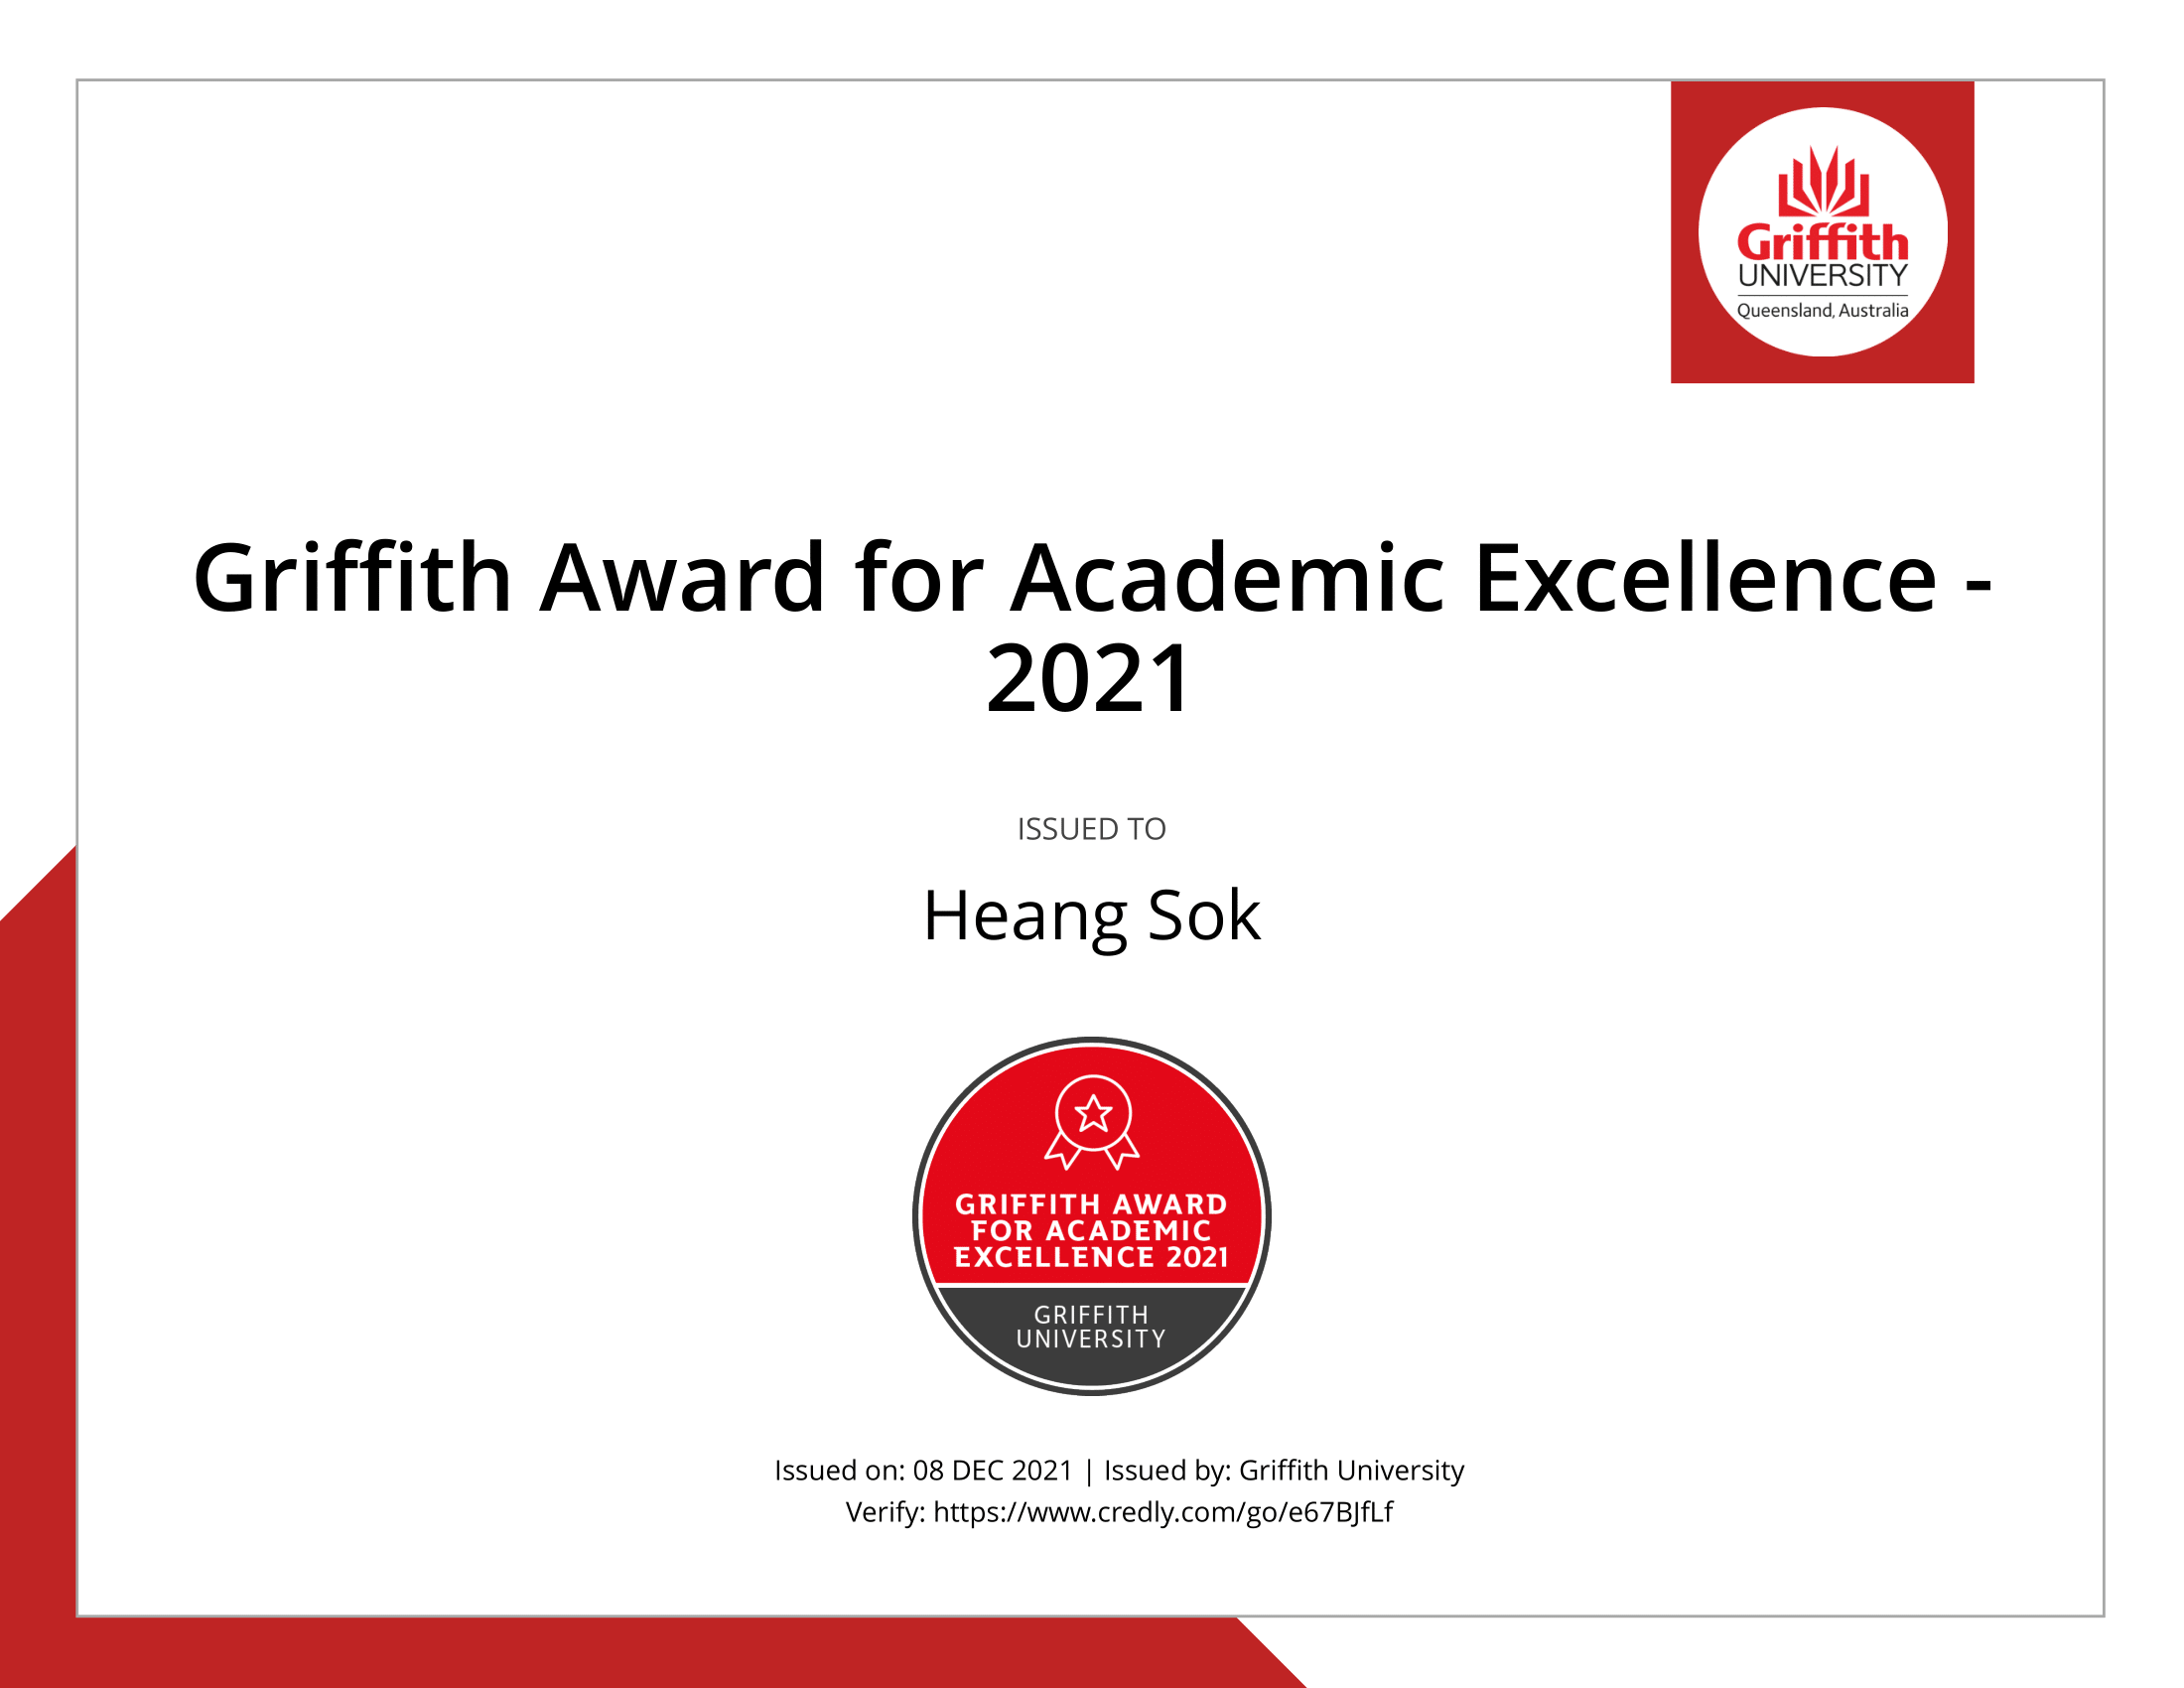 Griffith
UNIVERSITY
Queensland, Australia
Griffith Award for Academic Excellence -
2021
ISSUED TO
Heang Sok
GRIFFITH AWARD
FOR ACADEMIC
EXCELLENCE 2021
GRIFFITH
UNIVERSITY
Issued on: 08 DEC 2021 | Issued by: Griffith University
Verify: https://www.credly.com/go/e67BJfLf